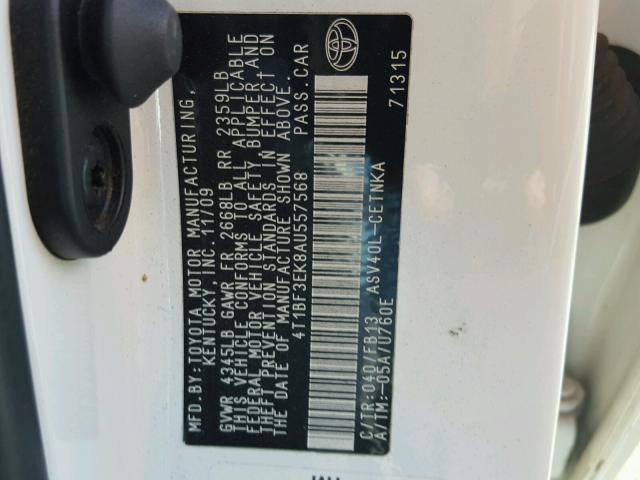 MFD.BY:TOYOTA MOTOR MANUFACTURING,
KENTUCKY, INC. 11/09
GVWR 4345LB GAWR FR 2668LB RR 2359LB
THIS VEHICLE CONFORMS TO ALL APPLICABLE
FEDERAL MOTOR VEHICLE SAFETY, BUMPER, AND
THEFT PREVENTION STANDARDS IN EFFECT ON
THE DATE OF MANUFACTURE SHOWN ABOVE.
4T1BF3EK8AU557568 PASS.CAR
C/TR:040/FB13 ASV40L-CETNKA
A/TM:-05A/U760E 71315